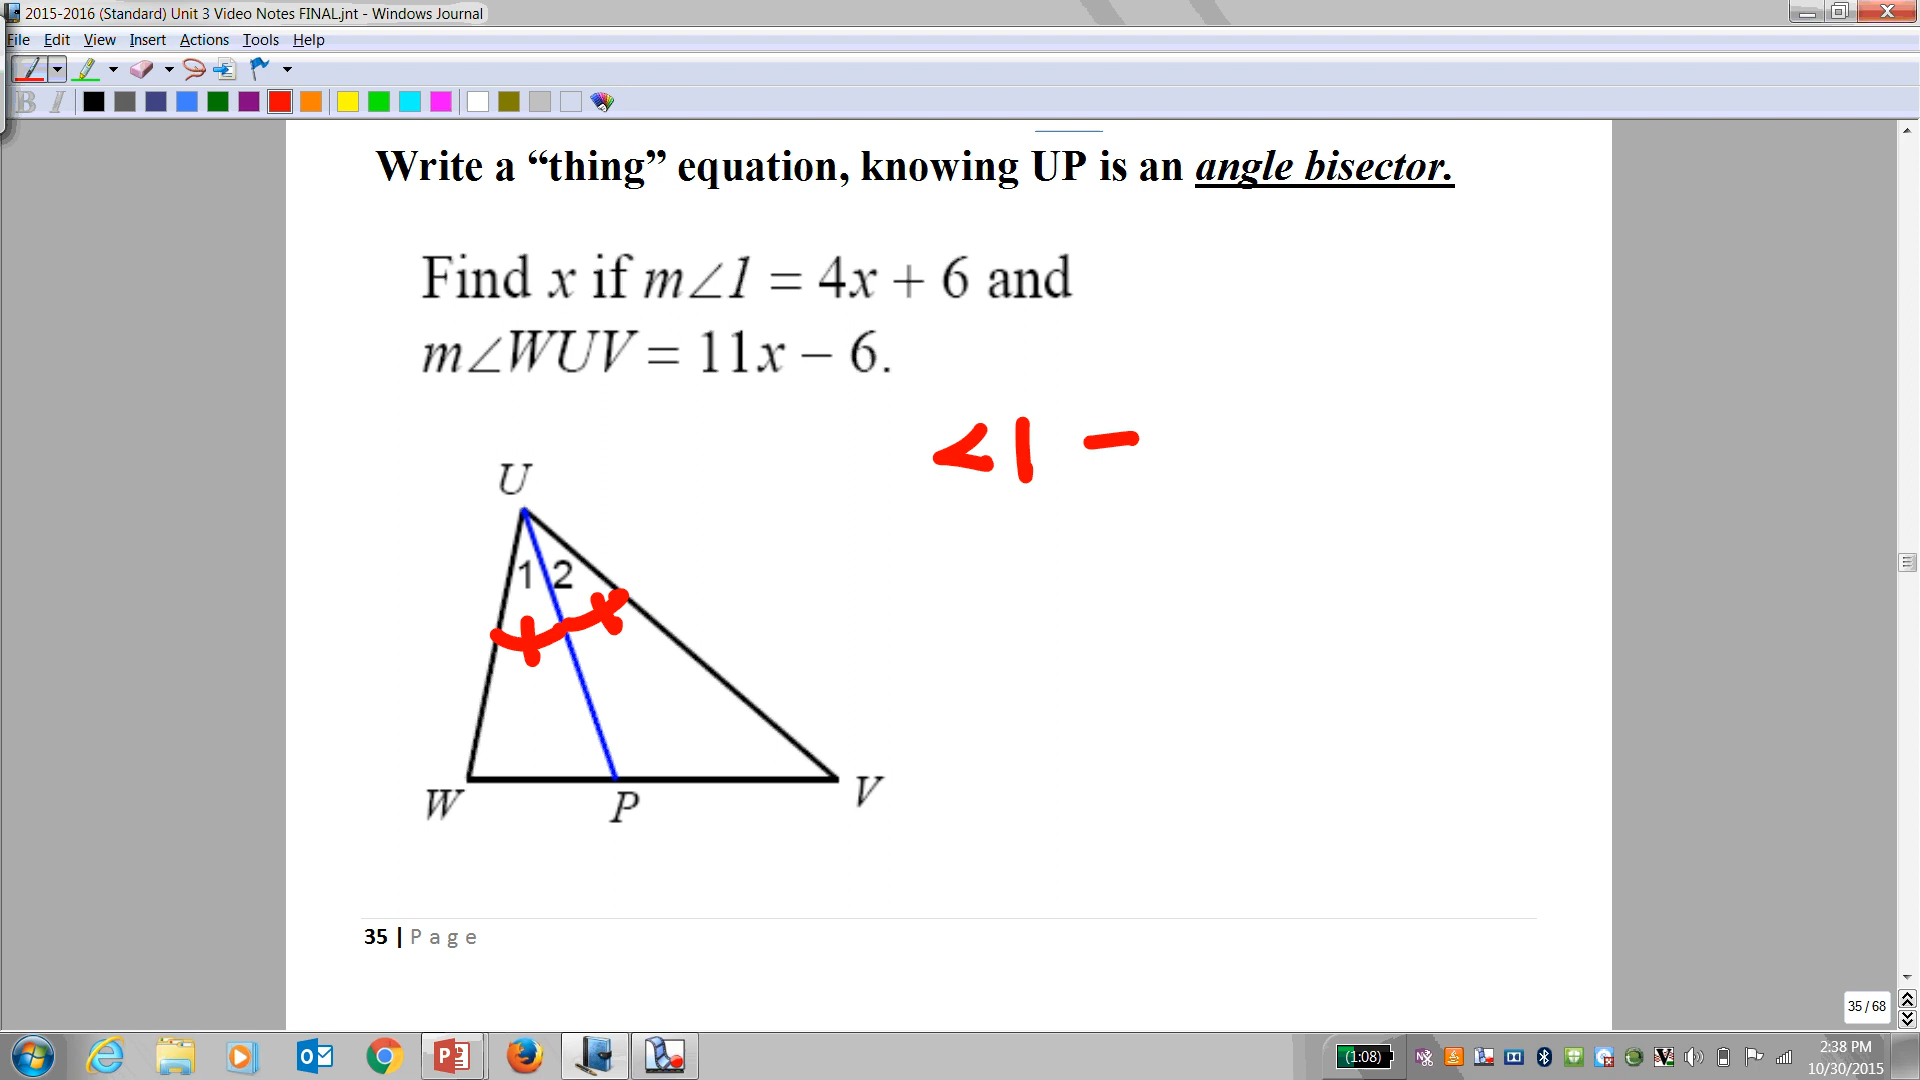 2015-2016 (Standard) Unit 3 Video Notes FINAL.jnt - Windows Journal
File Edit View Insert Actions Tools Help
B I
Write a “thing” equation, knowing UP is an angle bisector.
Find x if m∠1 = 4x + 6 and
m∠WUV = 11x – 6.
<1 –
U
1 2
W P V
35 | Page
35 / 68
(1:08)
2:38 PM
10/30/2015